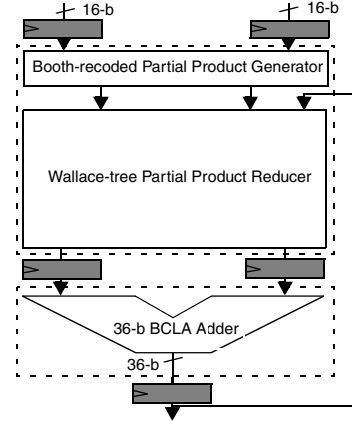 16-b 16-b
Booth-recoded Partial Product Generator
Wallace-tree Partial Product Reducer
36-b BCLA Adder
36-b